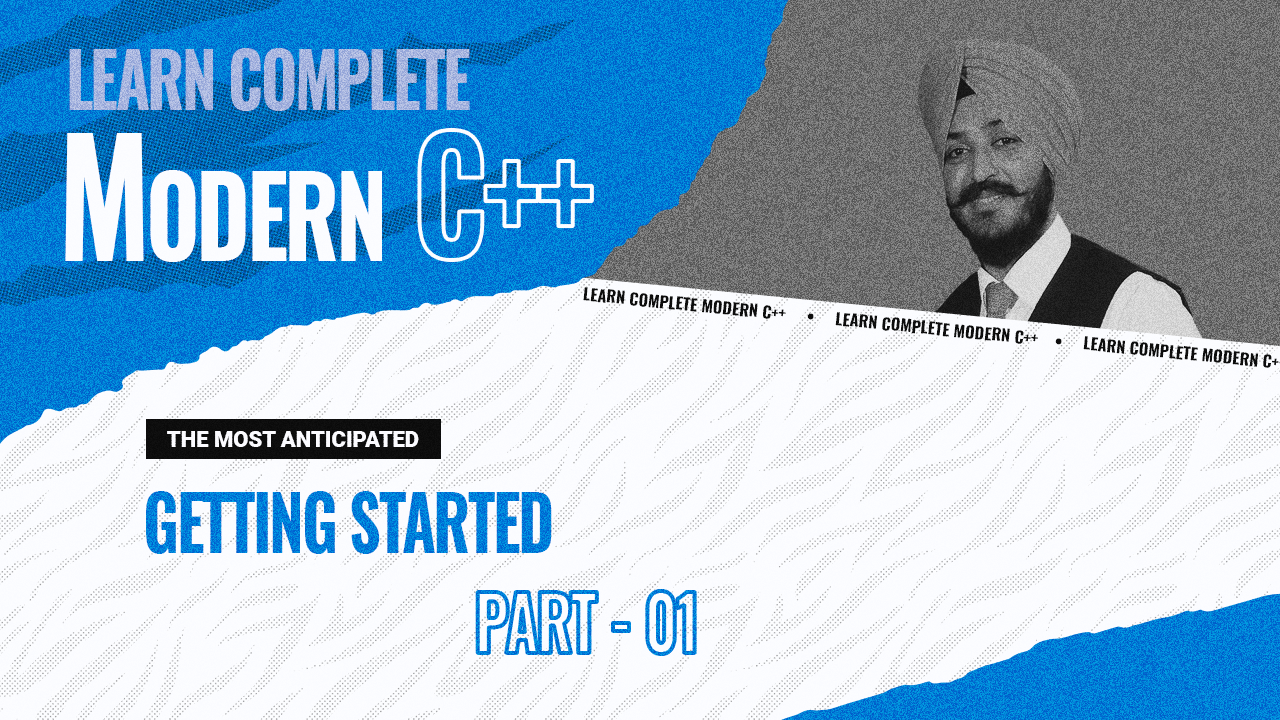 LEARN COMPLETE
MODERN C++
LEARN COMPLETE MODERN C++ • LEARN COMPLETE MODERN C++ • LEARN COMPLETE MODERN C+
THE MOST ANTICIPATED
GETTING STARTED
PART - 01